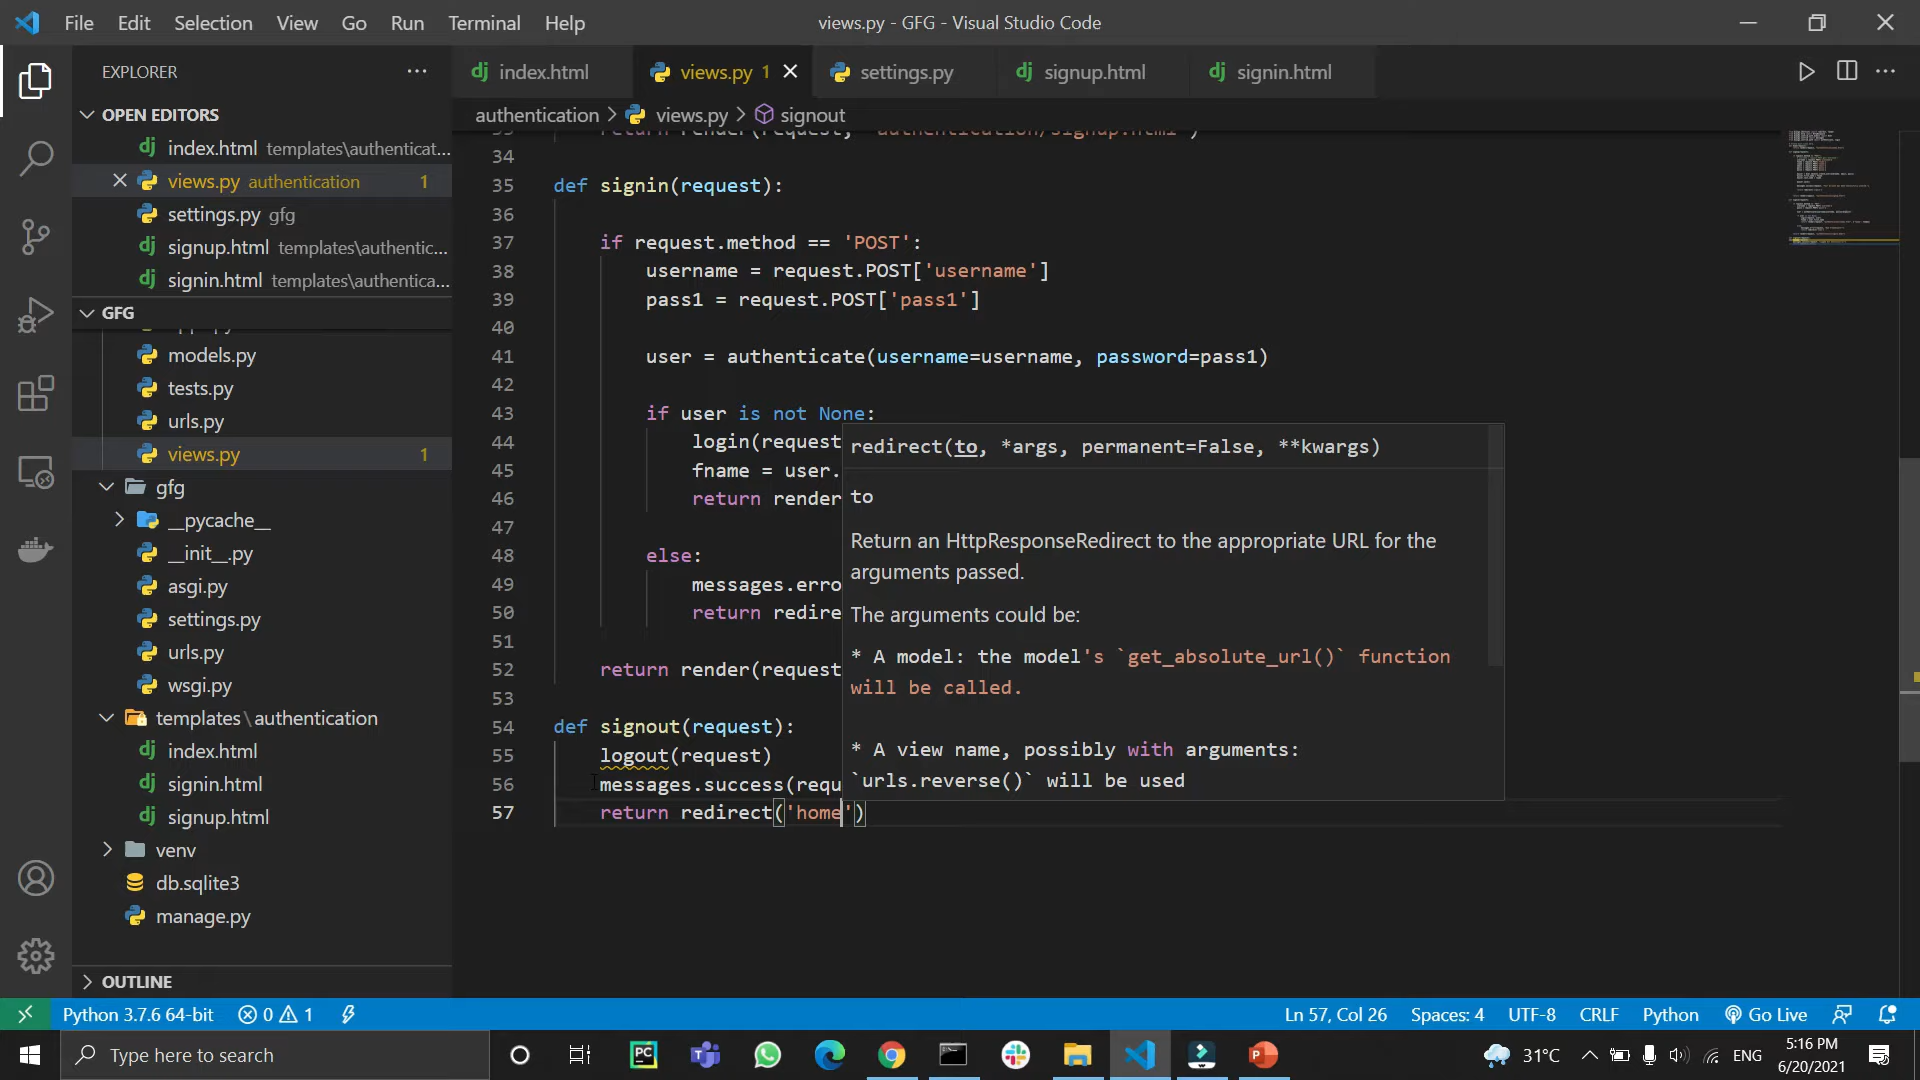 File Edit Selection View Go Run Terminal Help
views.py - GFG - Visual Studio Code
EXPLORER
OPEN EDITORS
index.html templates\authenticat...
views.py authentication 1
settings.py gfg
signup.html templates\authentic...
signin.html templates\authentica...
GFG
models.py
tests.py
urls.py
views.py 1
gfg
__pycache__
__init__.py
asgi.py
settings.py
urls.py
wsgi.py
templates\authentication
index.html
signin.html
signup.html
venv
db.sqlite3
manage.py
OUTLINE
index.html views.py 1 settings.py signup.html signin.html
authentication > views.py > signout
return render(request, "authentication/signup.html")
34
35 def signin(request):
36
37 if request.method == 'POST':
38 username = request.POST['username']
39 pass1 = request.POST['pass1']
40
41 user = authenticate(username=username, password=pass1)
42
43 if user is not None:
44 login(request
45 fname = user.
46 return render
47
48 else:
49 messages.erro
50 return redire
51
52 return render(request
53
54 def signout(request):
55 logout(request)
56 messages.success(requ
57 return redirect('home')
redirect(to, *args, permanent=False, **kwargs)
to
Return an HttpResponseRedirect to the appropriate URL for the
arguments passed.
The arguments could be:
* A model: the model's `get_absolute_url()` function
will be called.
* A view name, possibly with arguments:
`urls.reverse()` will be used
Python 3.7.6 64-bit 0 1 Ln 57, Col 26 Spaces: 4 UTF-8 CRLF Python Go Live
Type here to search
31°C ENG 5:16 PM
6/20/2021